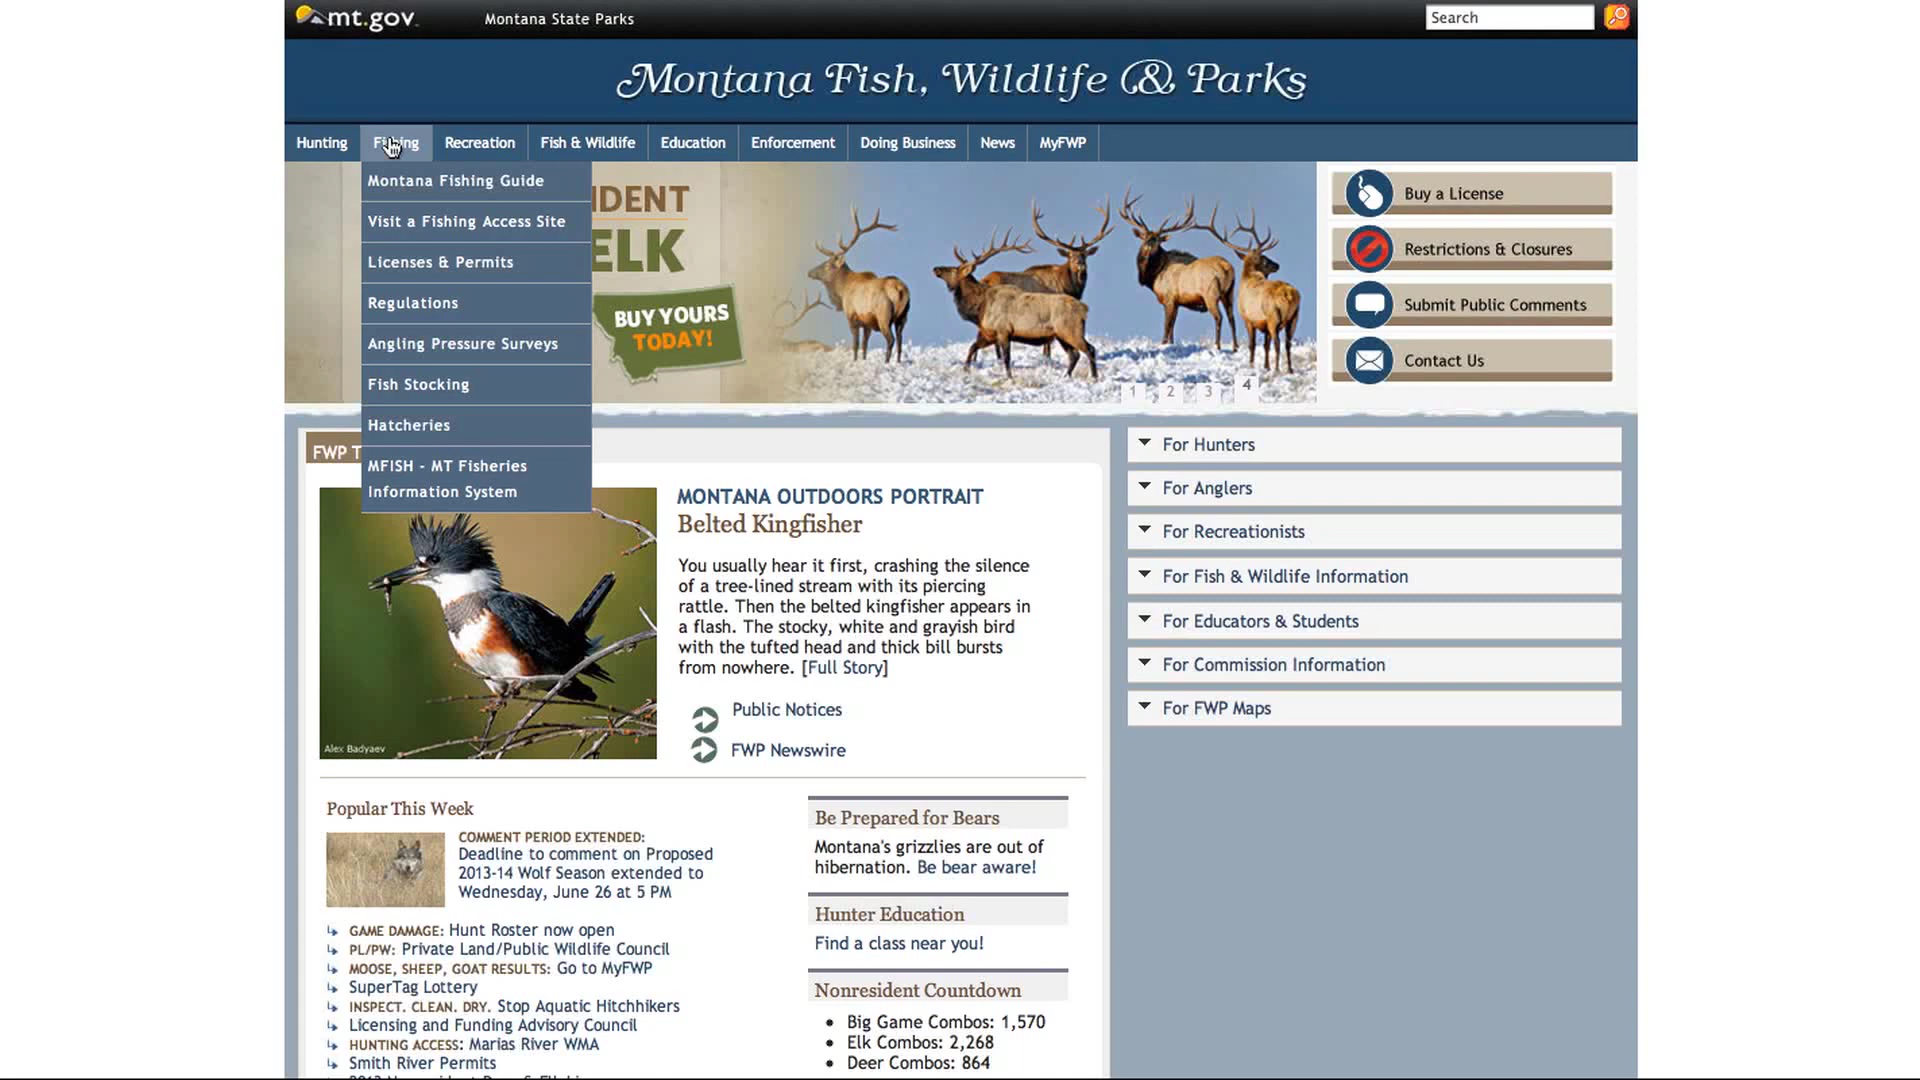 mt.gov
Montana State Parks
Search
Montana Fish, Wildlife & Parks
Hunting
Fishing
Recreation
Fish & Wildlife
Education
Enforcement
Doing Business
News
MyFWP
Montana Fishing Guide
Visit a Fishing Access Site
Licenses & Permits
Regulations
Angling Pressure Surveys
Fish Stocking
Hatcheries
MFISH - MT Fisheries
Information System
IDENT
ELK
BUY YOURS
TODAY!
1 2 3 4
Buy a License
Restrictions & Closures
Submit Public Comments
Contact Us
FWP T
Alex Badyaev
MONTANA OUTDOORS PORTRAIT
Belted Kingfisher
You usually hear it first, crashing the silence
of a tree-lined stream with its piercing
rattle. Then the belted kingfisher appears in
a flash. The stocky, white and grayish bird
with the tufted head and thick bill bursts
from nowhere. [Full Story]
Public Notices
FWP Newswire
For Hunters
For Anglers
For Recreationists
For Fish & Wildlife Information
For Educators & Students
For Commission Information
For FWP Maps
Popular This Week
COMMENT PERIOD EXTENDED:
Deadline to comment on Proposed
2013-14 Wolf Season extended to
Wednesday, June 26 at 5 PM
GAME DAMAGE: Hunt Roster now open
PL/PW: Private Land/Public Wildlife Council
MOOSE, SHEEP, GOAT RESULTS: Go to MyFWP
SuperTag Lottery
INSPECT. CLEAN. DRY. Stop Aquatic Hitchhikers
Licensing and Funding Advisory Council
HUNTING ACCESS: Marias River WMA
Smith River Permits
Be Prepared for Bears
Montana's grizzlies are out of
hibernation. Be bear aware!
Hunter Education
Find a class near you!
Nonresident Countdown
• Big Game Combos: 1,570
• Elk Combos: 2,268
• Deer Combos: 864